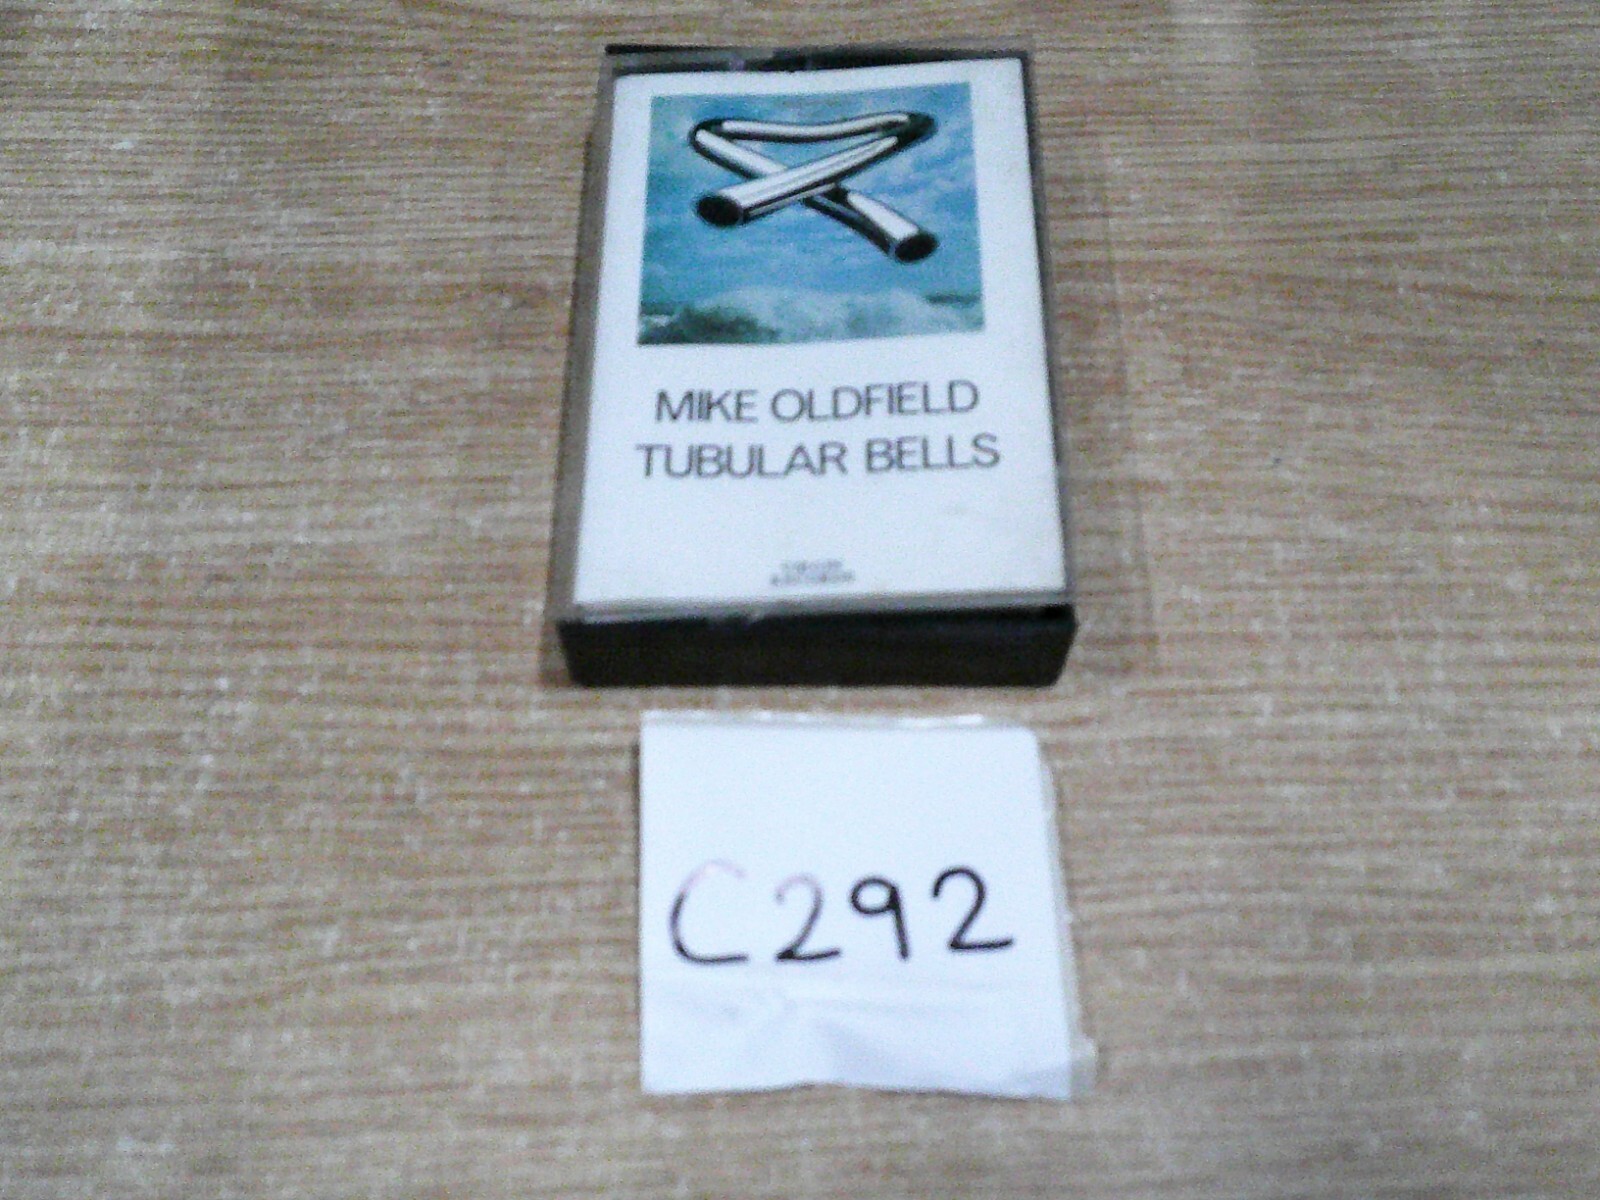 MIKE OLDFIELD
TUBULAR BELLS
C292